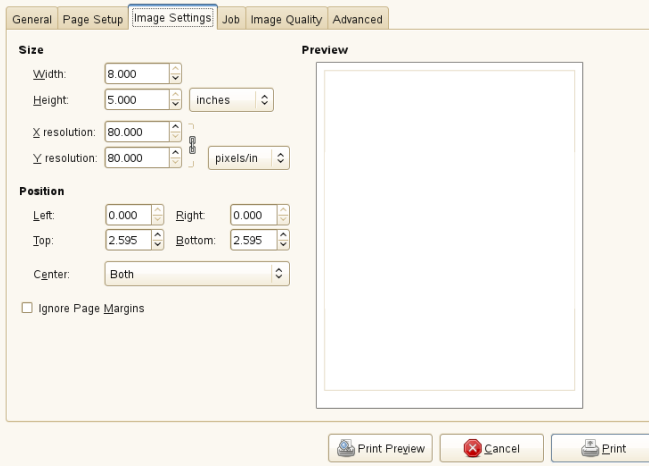 General Page Setup Image Settings Job Image Quality Advanced
Size
Preview
Width: 8.000
Height: 5.000 inches
X resolution: 80.000
Y resolution: 80.000 pixels/in
Position
Left: 0.000 Right: 0.000
Top: 2.595 Bottom: 2.595
Center: Both
Ignore Page Margins
Print Preview Cancel Print